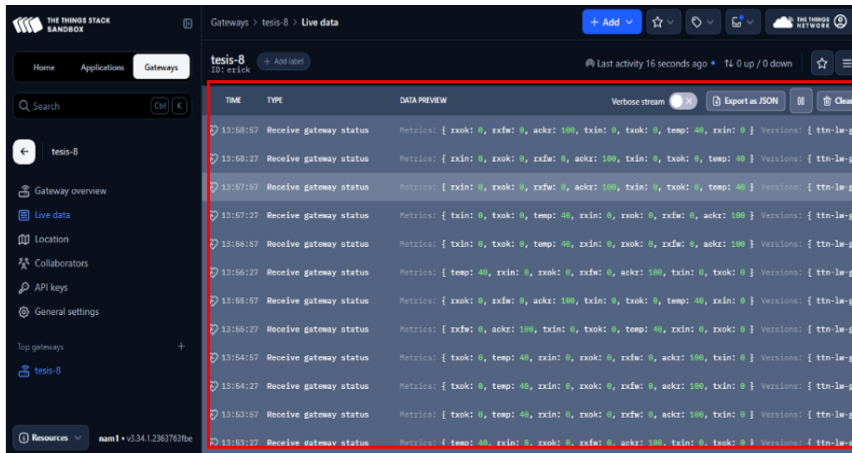 THE THINGS STACK
SANDBOX
Gateways > tesis-8 > Live data
+ Add
THE THINGS
NETWORK
Home Applications Gateways
tesis-8
+ Add label
ID: erick
Last activity 16 seconds ago • ↑↓ 0 up / 0 down
Search Ctrl K
TIME TYPE DATA PREVIEW Verbose stream Export as JSON Clear
tesis-8
Gateway overview
Live data
Location
Collaborators
API keys
General settings
Top gateways +
tesis-8
Resources nam1 • v3.34.1.2363763fbe
13:58:57 Receive gateway status Metrics: { rxok: 0, rxfw: 0, ackr: 100, txin: 0, txok: 0, temp: 40, rxin: 0 } Versions: { ttn-lw-g
13:58:27 Receive gateway status Metrics: { rxin: 0, rxok: 0, rxfw: 0, ackr: 100, txin: 0, txok: 0, temp: 40 } Versions: { ttn-lw-g
13:57:57 Receive gateway status Metrics: { rxin: 0, rxok: 0, rxfw: 0, ackr: 100, txin: 0, txok: 0, temp: 40 } Versions: { ttn-lw-g
13:57:27 Receive gateway status Metrics: { txin: 0, txok: 0, temp: 40, rxin: 0, rxok: 0, rxfw: 0, ackr: 100 } Versions: { ttn-lw-g
13:56:57 Receive gateway status Metrics: { txin: 0, txok: 0, temp: 40, rxin: 0, rxok: 0, rxfw: 0, ackr: 100 } Versions: { ttn-lw-g
13:56:27 Receive gateway status Metrics: { temp: 40, rxin: 0, rxok: 0, rxfw: 0, ackr: 100, txin: 0, txok: 0 } Versions: { ttn-lw-g
13:55:57 Receive gateway status Metrics: { rxok: 0, rxfw: 0, ackr: 100, txin: 0, txok: 0, temp: 40, rxin: 0 } Versions: { ttn-lw-g
13:55:27 Receive gateway status Metrics: { rxfw: 0, ackr: 100, txin: 0, txok: 0, temp: 40, rxin: 0, rxok: 0 } Versions: { ttn-lw-g
13:54:57 Receive gateway status Metrics: { txok: 0, temp: 40, rxin: 0, rxok: 0, rxfw: 0, ackr: 100, txin: 0 } Versions: { ttn-lw-g
13:54:27 Receive gateway status Metrics: { txok: 0, temp: 40, rxin: 0, rxok: 0, rxfw: 0, ackr: 100, txin: 0 } Versions: { ttn-lw-g
13:53:57 Receive gateway status Metrics: { txok: 0, temp: 40, rxin: 0, rxok: 0, rxfw: 0, ackr: 100, txin: 0 } Versions: { ttn-lw-g
13:53:27 Receive gateway status Metrics: { temp: 40, rxin: 0, rxok: 0, rxfw: 0, ackr: 100, txin: 0, txok: 0 } Versions: { ttn-lw-g